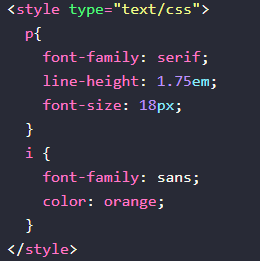 <style type="text/css">
  p{
    font-family: serif;
    line-height: 1.75em;
    font-size: 18px;
  }
  i {
    font-family: sans;
    color: orange;
  }
</style>